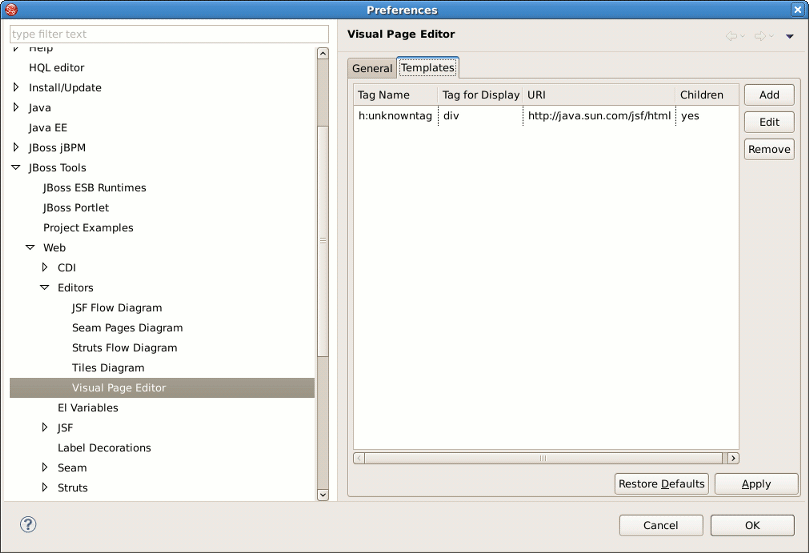 Preferences
type filter text
Help
HQL editor
Install/Update
Java
Java EE
JBoss jBPM
JBoss Tools
JBoss ESB Runtimes
JBoss Portlet
Project Examples
Web
CDI
Editors
JSF Flow Diagram
Seam Pages Diagram
Struts Flow Diagram
Tiles Diagram
Visual Page Editor
El Variables
JSF
Label Decorations
Seam
Struts
Visual Page Editor
General Templates
Tag Name Tag for Display URI Children
h:unknowntag div http://java.sun.com/jsf/html yes
Add
Edit
Remove
Restore Defaults Apply
? Cancel OK